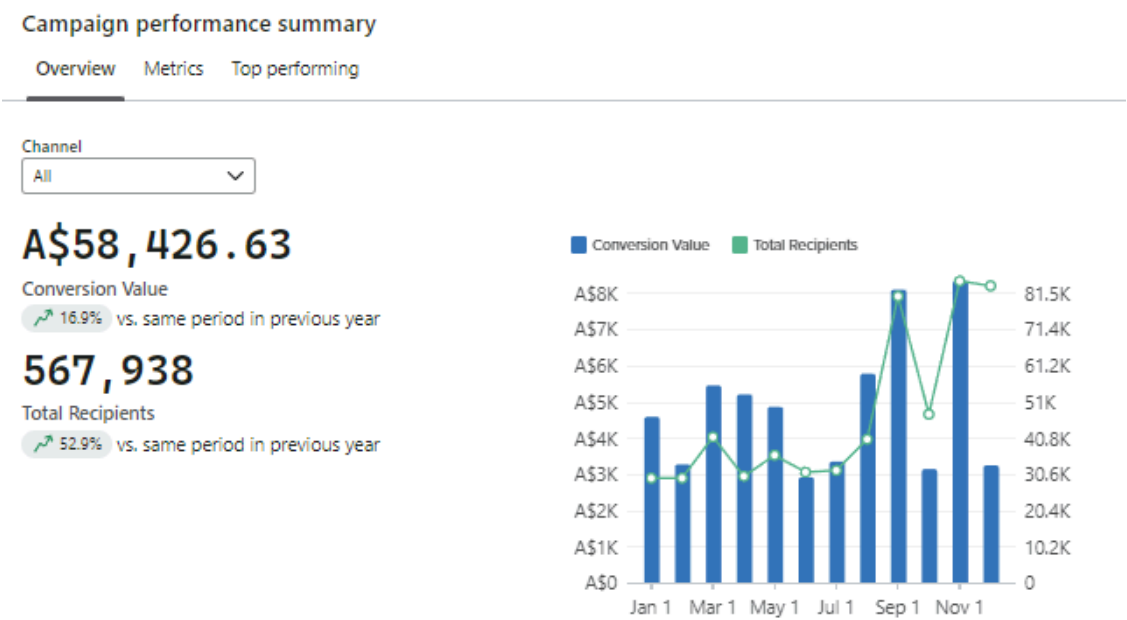 Campaign performance summary
Overview Metrics Top performing
Channel
All
A$58,426.63
Conversion Value
16.9% vs. same period in previous year
567,938
Total Recipients
52.9% vs. same period in previous year
Conversion Value Total Recipients
A$8K 81.5K
A$7K 71.4K
A$6K 61.2K
A$5K 51K
A$4K 40.8K
A$3K 30.6K
A$2K 20.4K
A$1K 10.2K
A$0 0
Jan 1 Mar 1 May 1 Jul 1 Sep 1 Nov 1